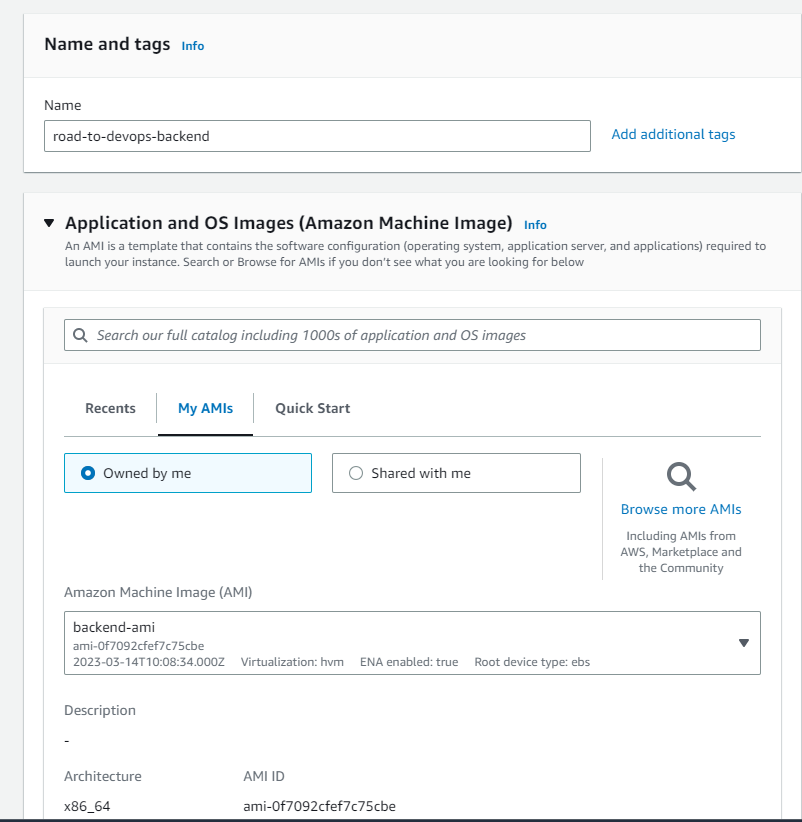 Name and tags Info
Name
road-to-devops-backend
Add additional tags
Application and OS Images (Amazon Machine Image) Info
An AMI is a template that contains the software configuration (operating system, application server, and applications) required to
launch your instance. Search or Browse for AMIs if you don't see what you are looking for below
Search our full catalog including 1000s of application and OS images
Recents My AMIs Quick Start
Owned by me Shared with me
Browse more AMIs
Including AMIs from
AWS, Marketplace and
the Community
Amazon Machine Image (AMI)
backend-ami
ami-0f7092cfef7c75cbe
2023-03-14T10:08:34.000Z Virtualization: hvm ENA enabled: true Root device type: ebs
Description
-
Architecture AMI ID
x86_64 ami-0f7092cfef7c75cbe